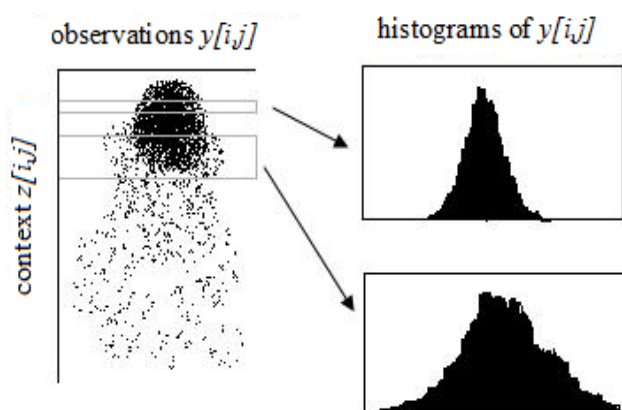 observations y[i,j]
histograms of y[i,j]
context z[i,j]